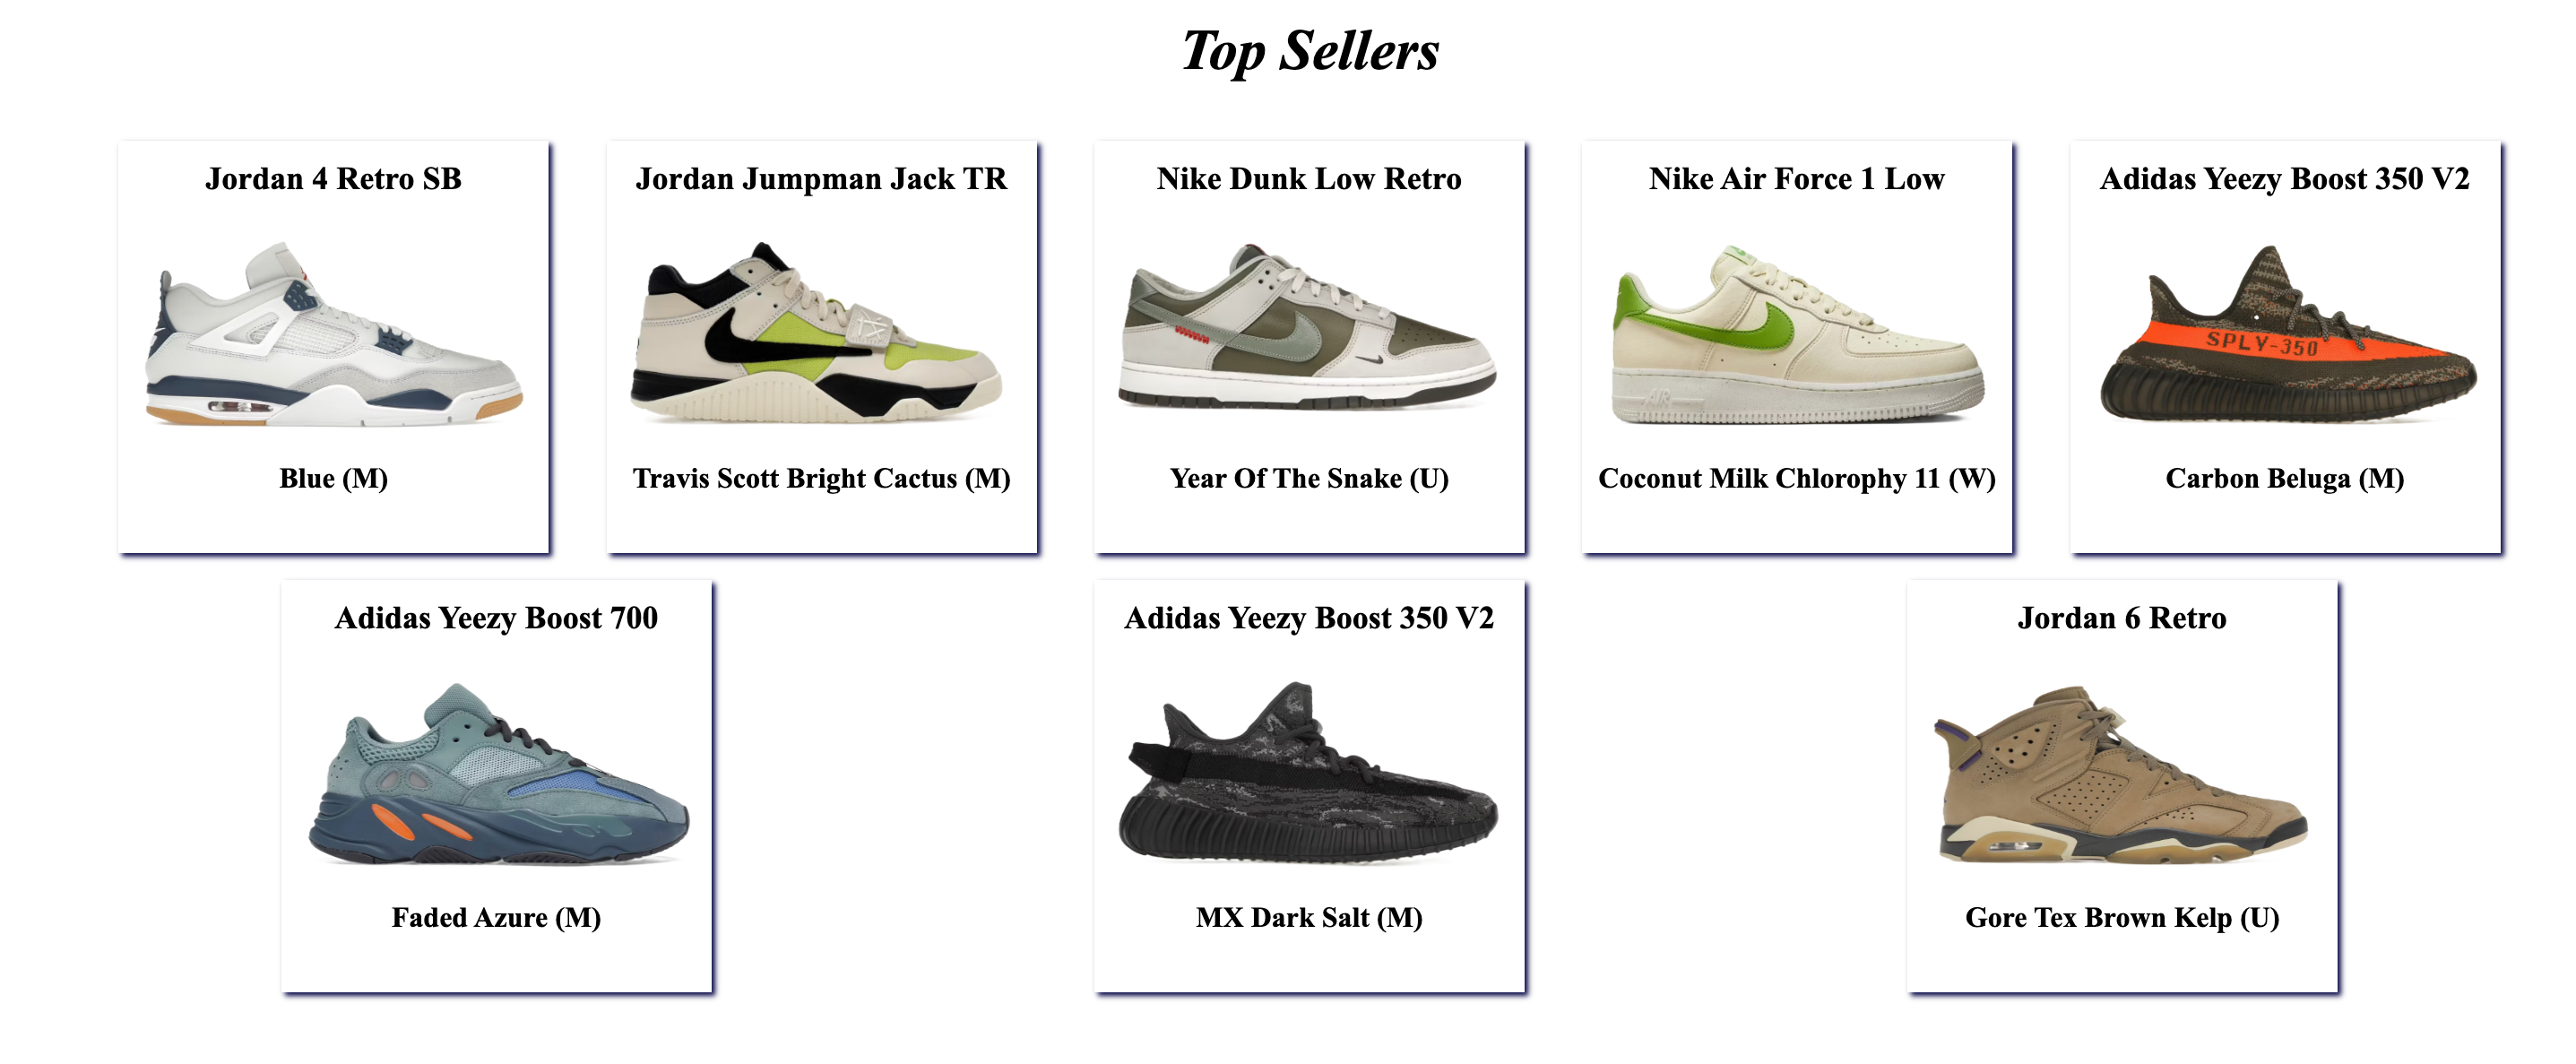 Top Sellers
Jordan 4 Retro SB
Jordan Jumpman Jack TR
Nike Dunk Low Retro
Nike Air Force 1 Low
Adidas Yeezy Boost 350 V2
SPLY-350
AIR
Blue (M)
Travis Scott Bright Cactus (M)
Year Of The Snake (U)
Coconut Milk Chlorophy 11 (W)
Carbon Beluga (M)
Adidas Yeezy Boost 700
Adidas Yeezy Boost 350 V2
Jordan 6 Retro
Faded Azure (M)
MX Dark Salt (M)
Gore Tex Brown Kelp (U)